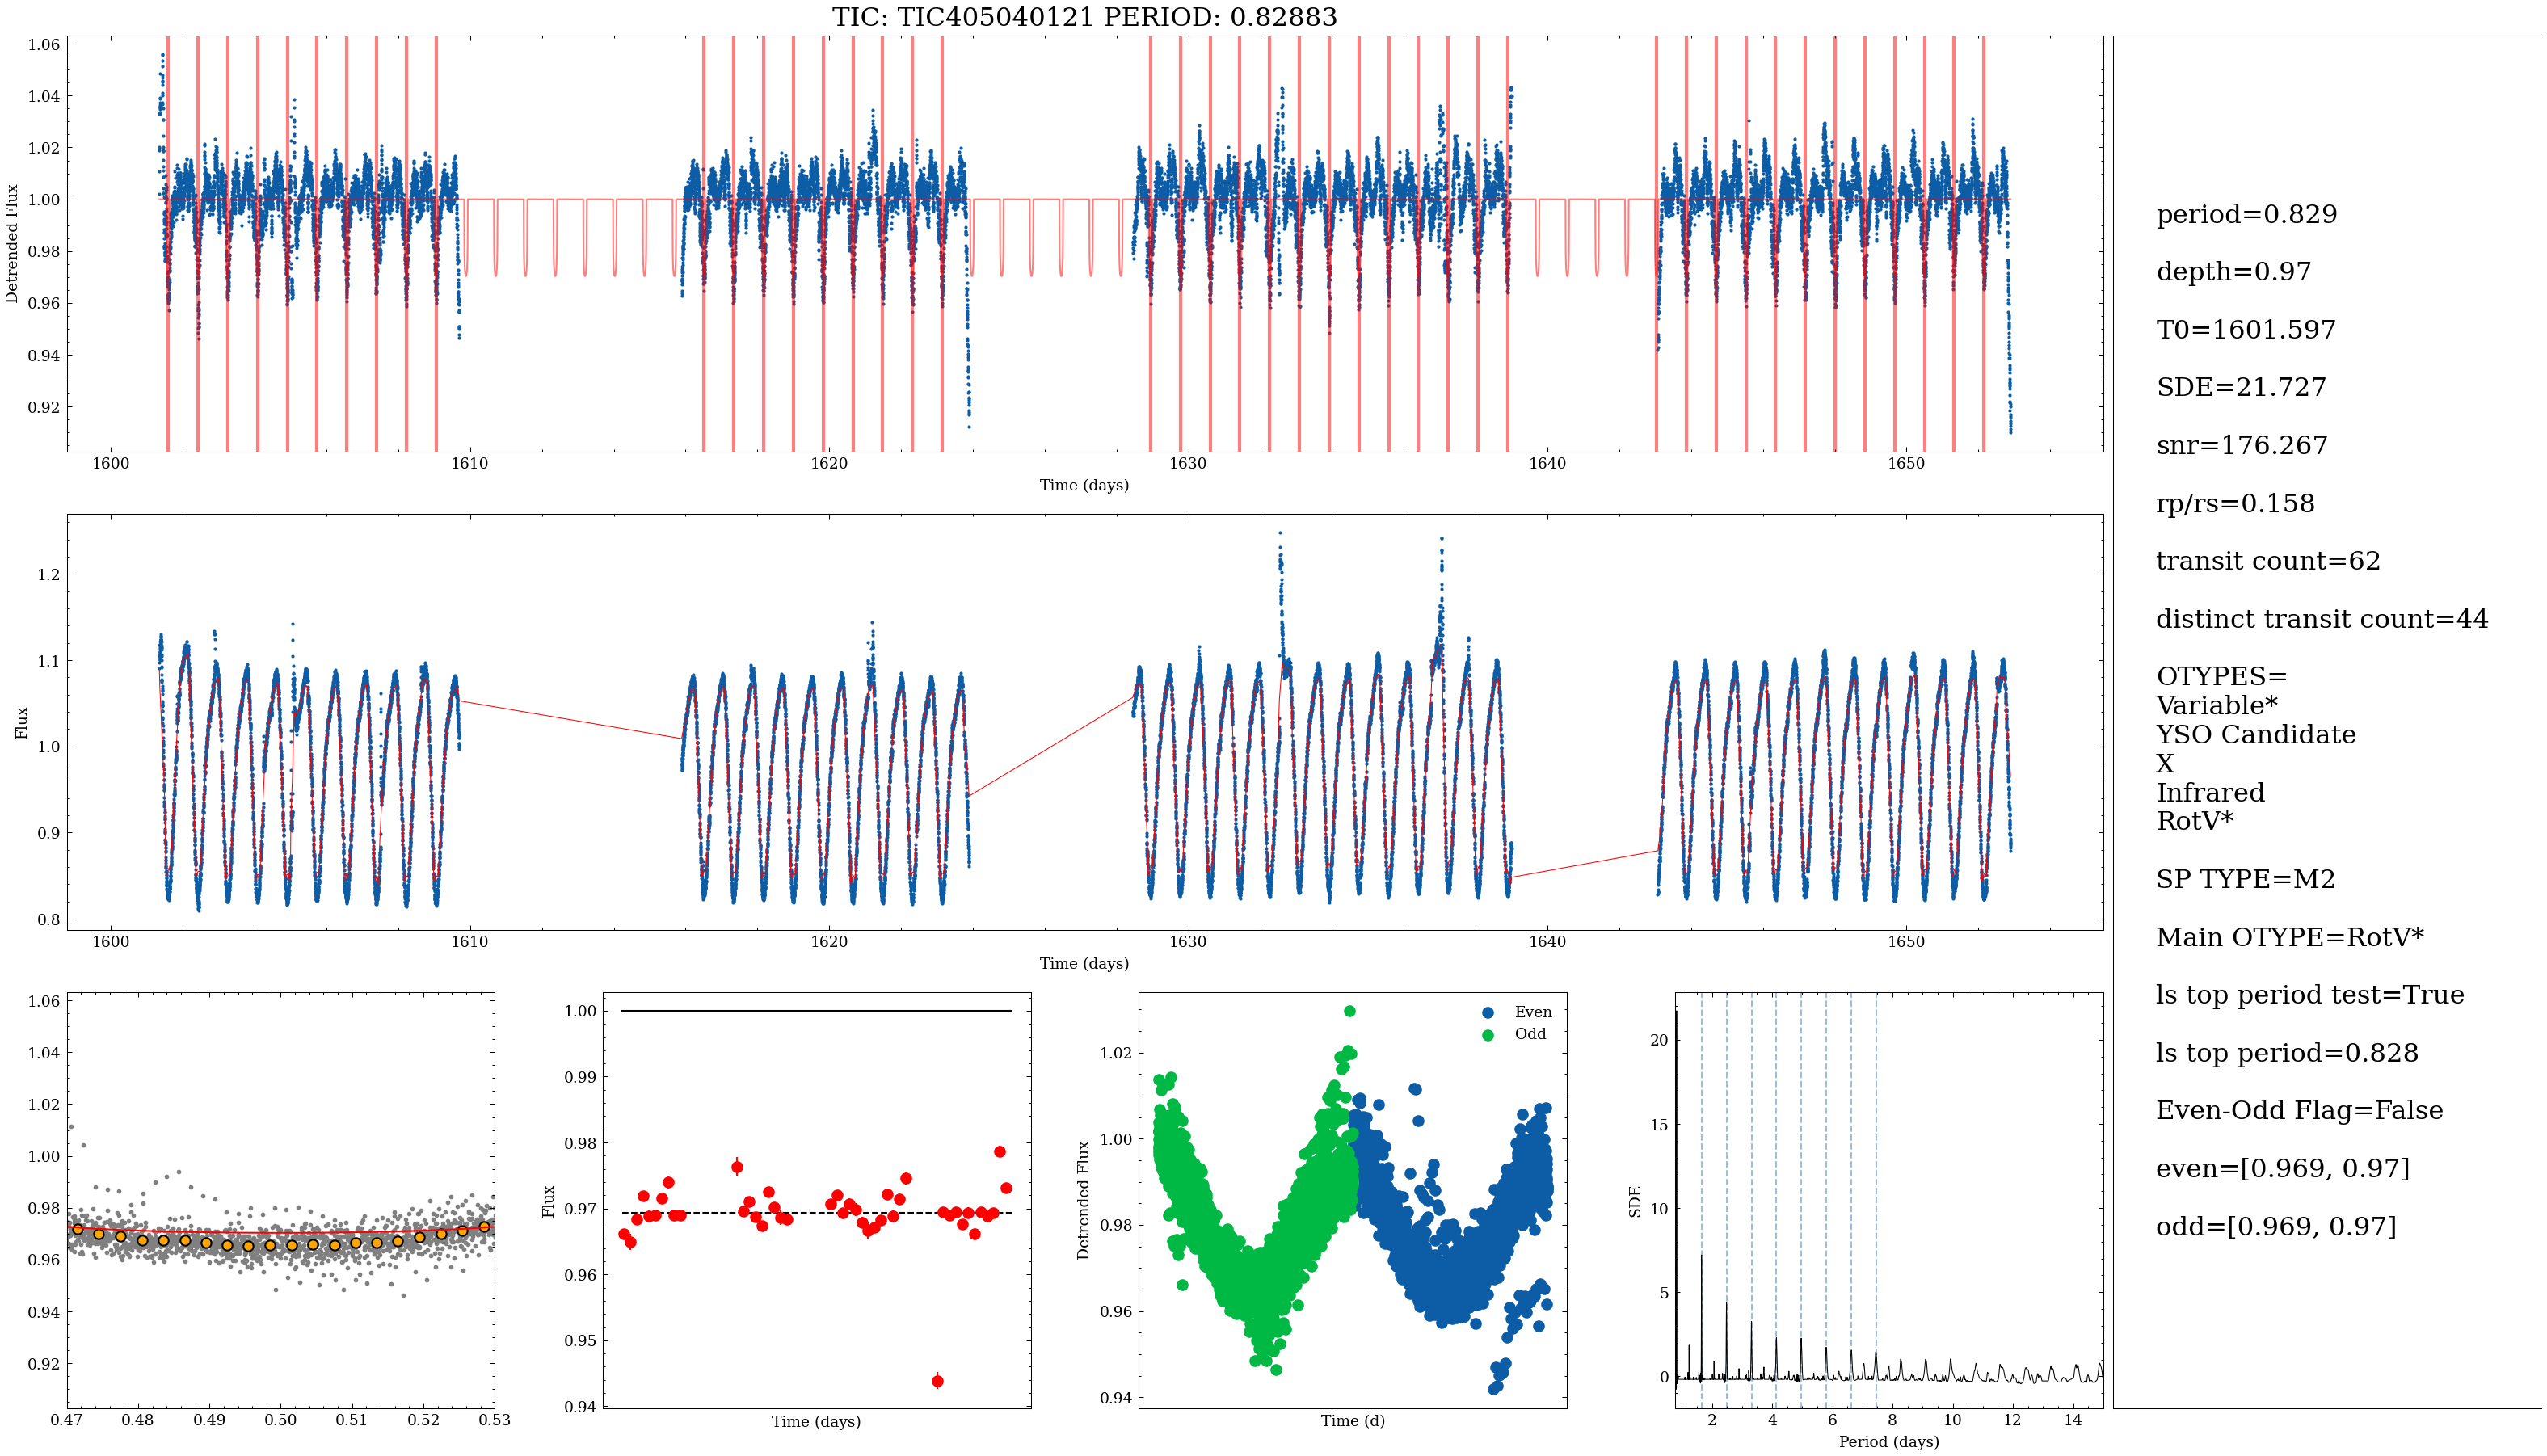 TIC: TIC405040121 PERIOD: 0.82883
1.06
1.04
1.02
1.00
0.98
0.96
0.94
0.92
Detrended Flux
1600
1610
1620
1630
1640
1650
Time (days)
1.2
1.1
1.0
0.9
0.8
Flux
1600
1610
1620
1630
1640
1650
Time (days)
1.06
1.04
1.02
1.00
0.98
0.96
0.94
0.92
0.47
0.48
0.49
0.50
0.51
0.52
0.53
1.00
0.99
0.98
0.97
0.96
0.95
0.94
Flux
Time (days)
Even
Odd
1.02
1.00
0.98
0.96
0.94
Detrended Flux
Time (d)
20
15
10
5
0
SDE
2
4
6
8
10
12
14
Period (days)
period=0.829
depth=0.97
T0=1601.597
SDE=21.727
snr=176.267
rp/rs=0.158
transit count=62
distinct transit count=44
OTYPES=
Variable*
YSO Candidate
X
Infrared
RotV*
SP TYPE=M2
Main OTYPE=RotV*
ls top period test=True
ls top period=0.828
Even-Odd Flag=False
even=[0.969, 0.97]
odd=[0.969, 0.97]